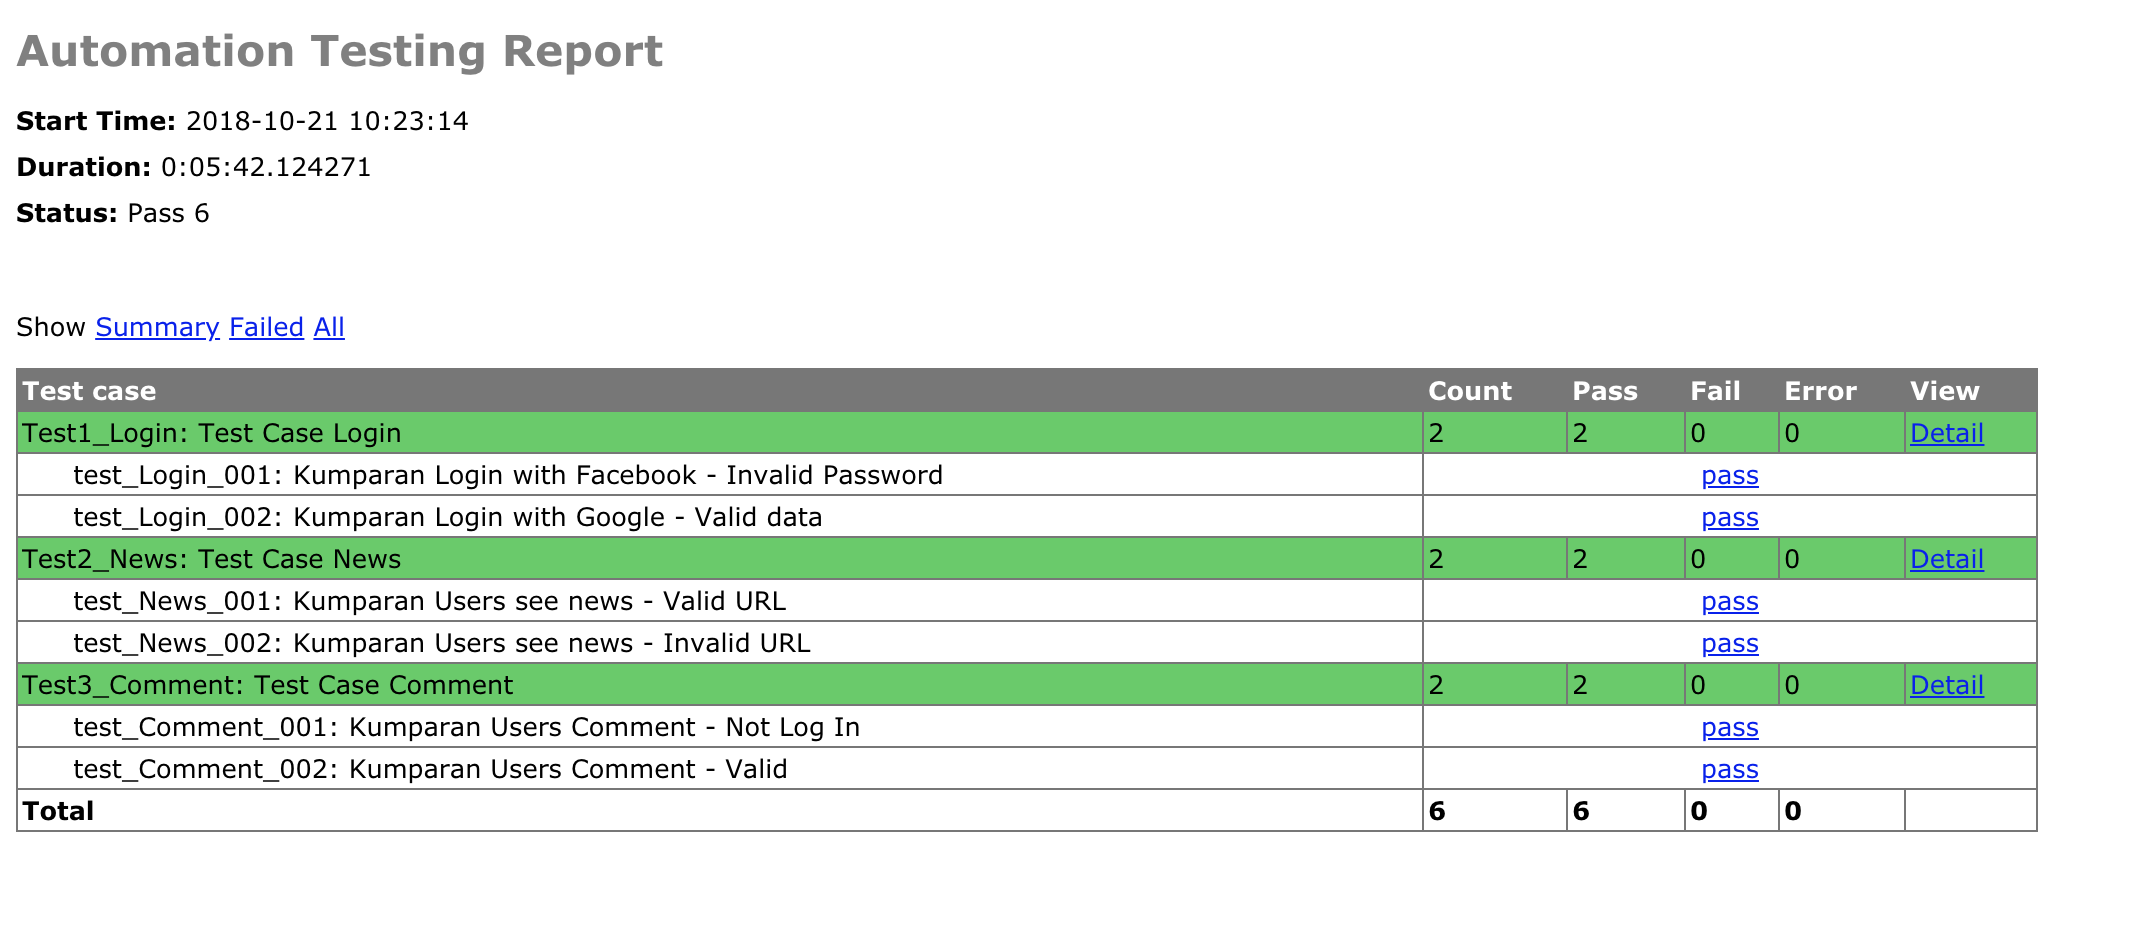 Automation Testing Report
Start Time: 2018-10-21 10:23:14
Duration: 0:05:42.124271
Status: Pass 6
Show Summary Failed All
Test case Count Pass Fail Error View
Test1_Login: Test Case Login 2 2 0 0 Detail
test_Login_001: Kumparan Login with Facebook - Invalid Password pass
test_Login_002: Kumparan Login with Google - Valid data pass
Test2_News: Test Case News 2 2 0 0 Detail
test_News_001: Kumparan Users see news - Valid URL pass
test_News_002: Kumparan Users see news - Invalid URL pass
Test3_Comment: Test Case Comment 2 2 0 0 Detail
test_Comment_001: Kumparan Users Comment - Not Log In pass
test_Comment_002: Kumparan Users Comment - Valid pass
Total 6 6 0 0